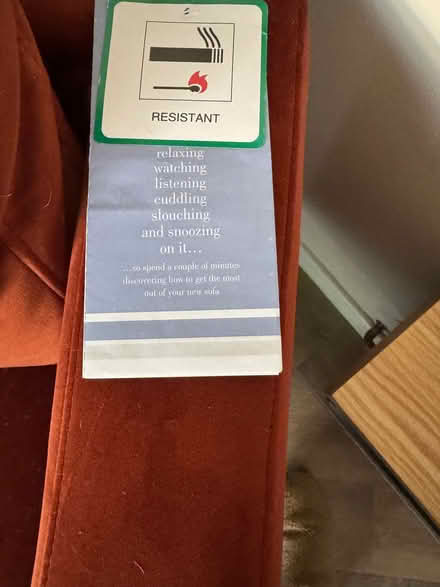 RESISTANT
relaxing
watching
listening
cuddling
slouching
and snoozing
on it...
...so spend a couple of minutes
discovering how to get the most
out of your new sofa